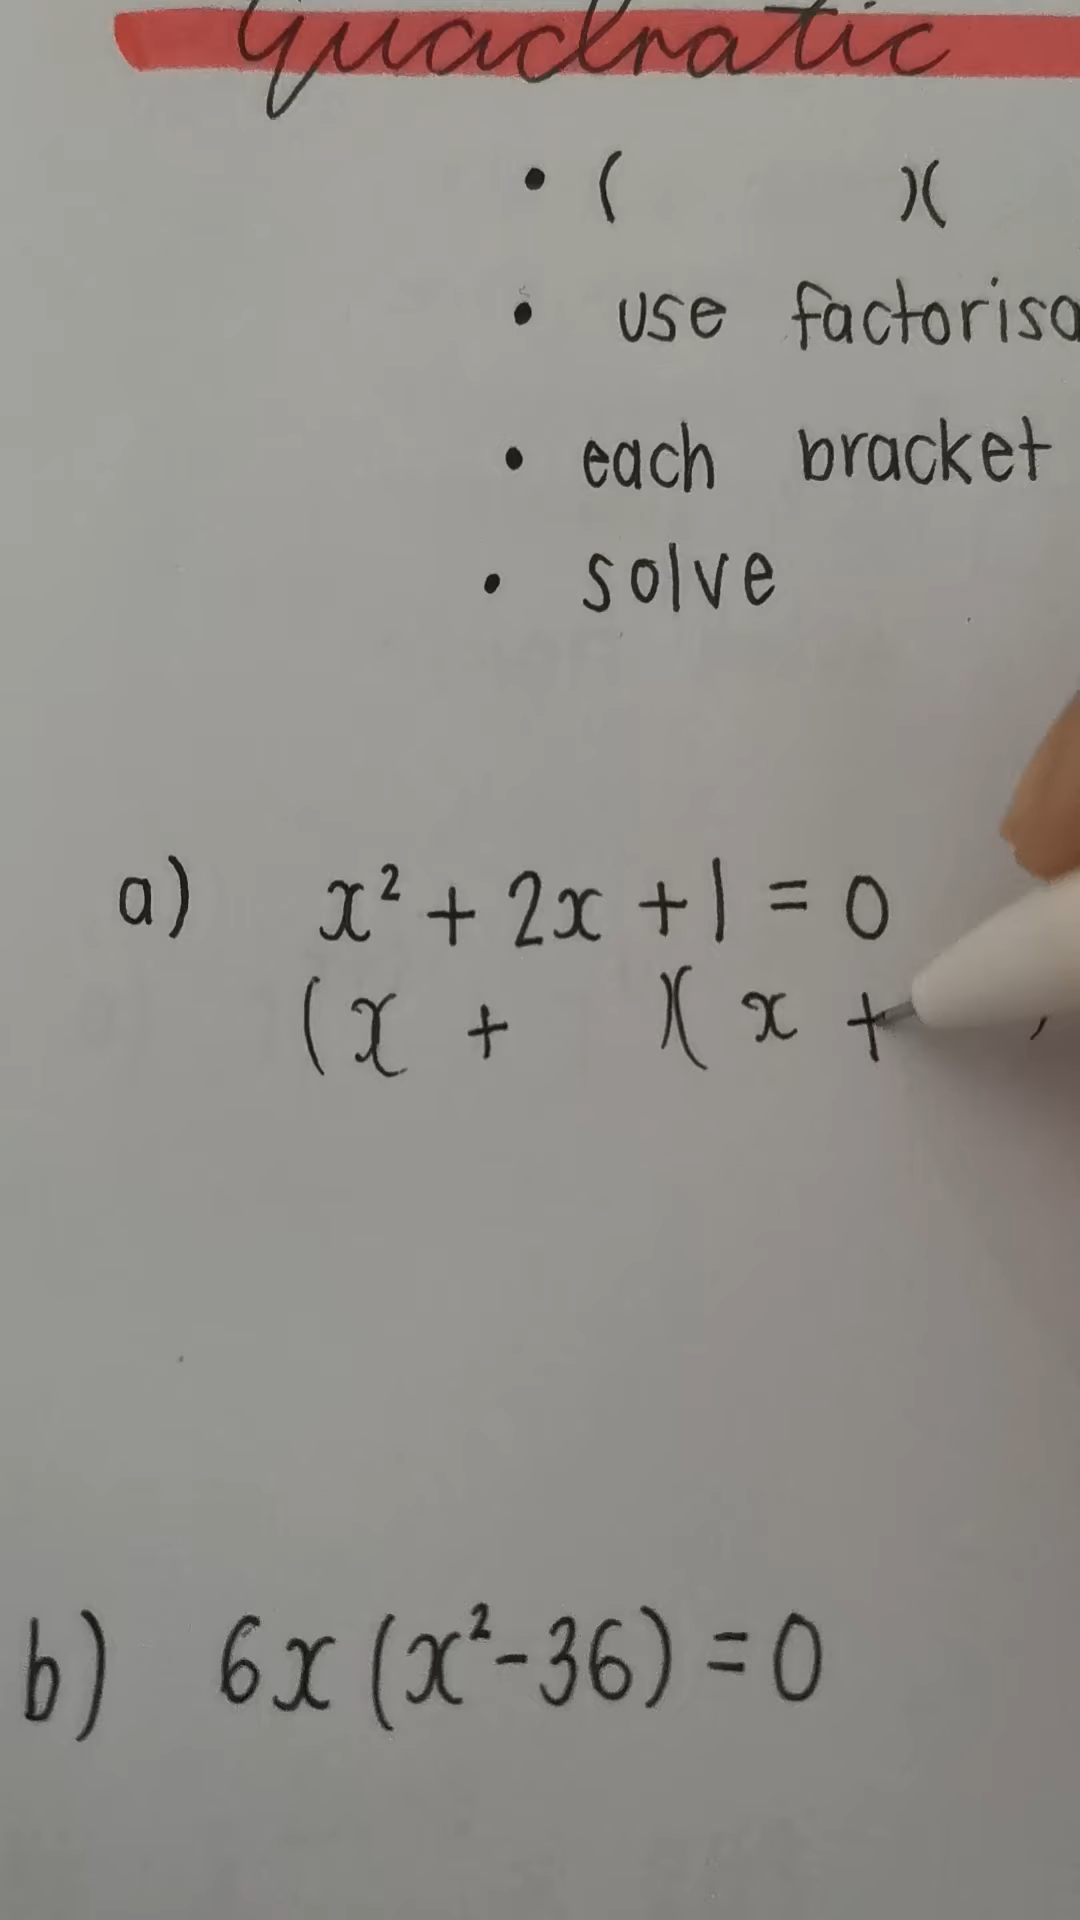 Quadratic
• ( )(
• use factorisa
• each bracket
• solve
a) x² + 2x + 1 = 0
(x + )( x +
b) 6x (x² - 36) = 0